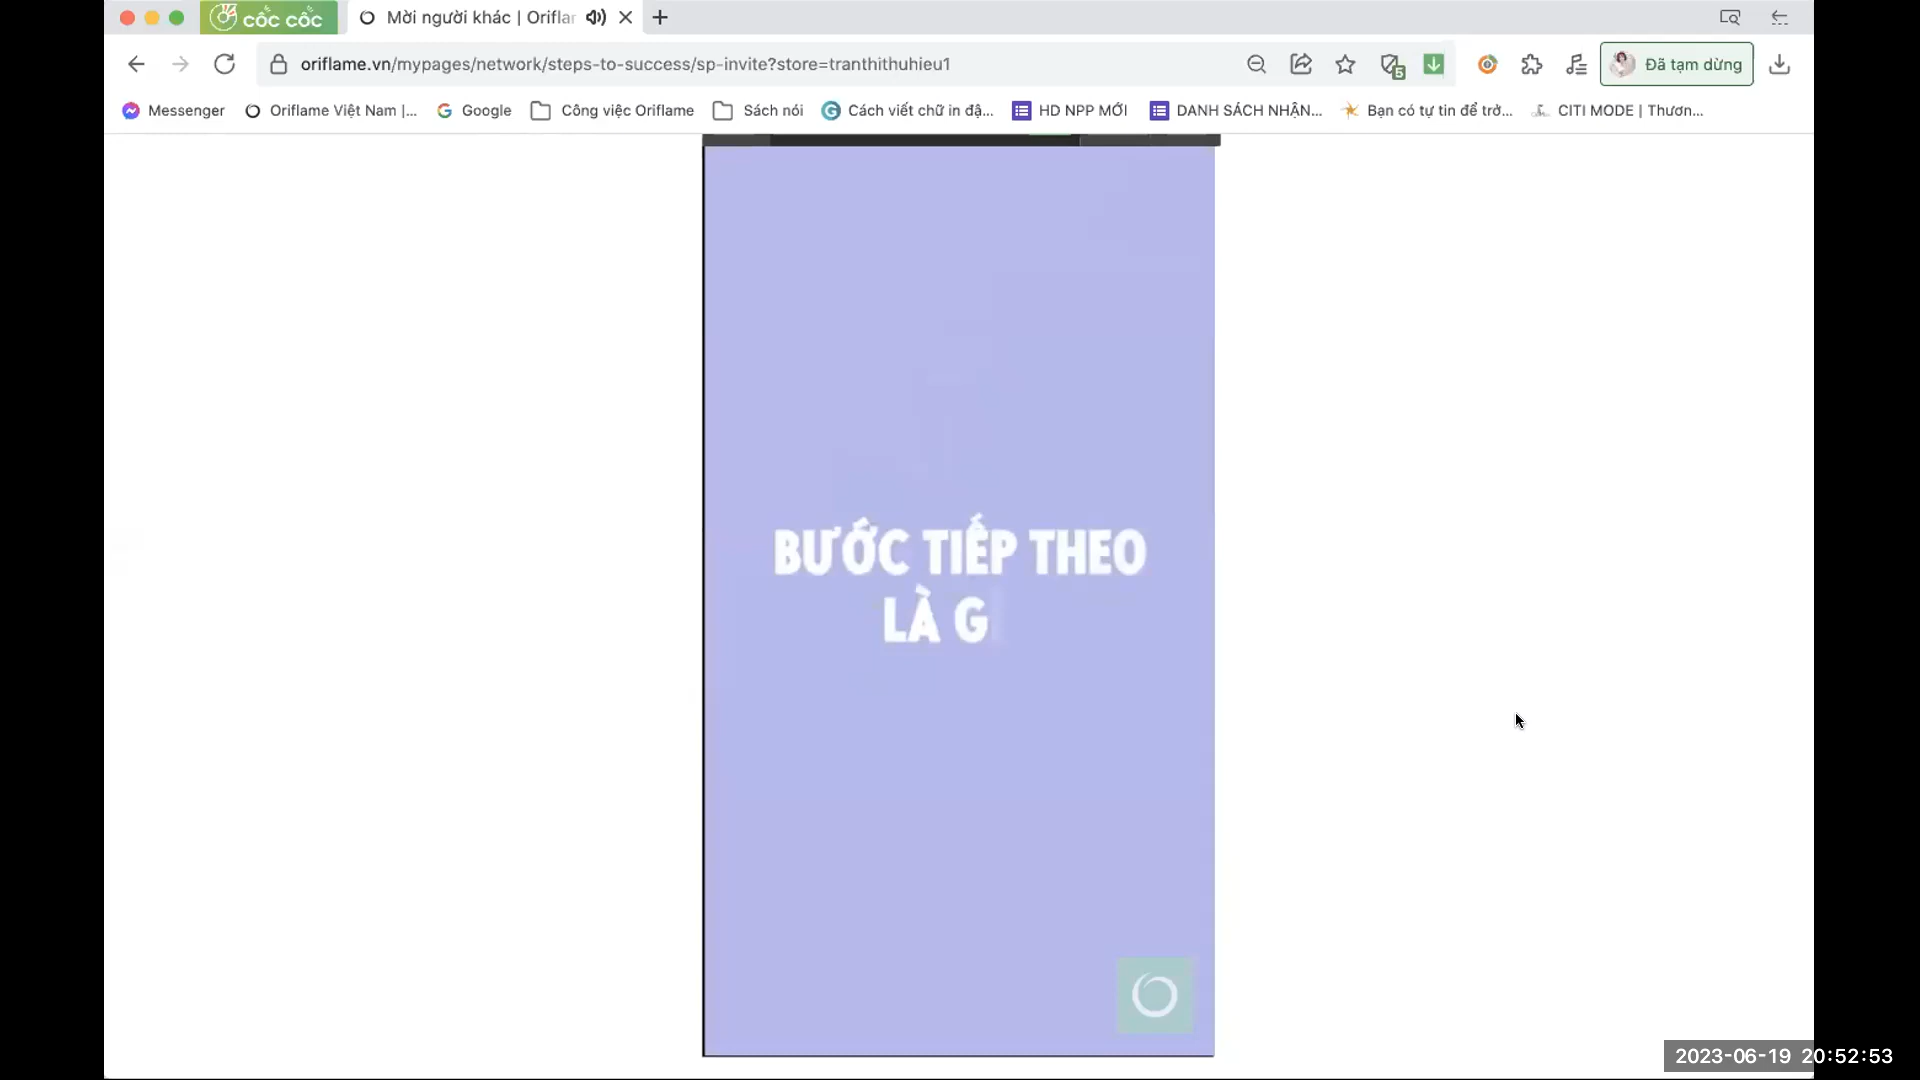 cốc cốc
Mời người khác | Orifla
oriflame.vn/mypages/network/steps-to-success/sp-invite?store=tranthithuhieu1
5
Đã tạm dừng
Messenger
Oriflame Việt Nam |...
Google
Công việc Oriflame
Sách nói
Cách viết chữ in đậ...
HD NPP MỚI
DANH SÁCH NHẬN...
Bạn có tự tin để trở...
CITI MODE | Thươn...
BƯỚC TIẾP THEO
LÀ G
2023-06-19 20:52:53